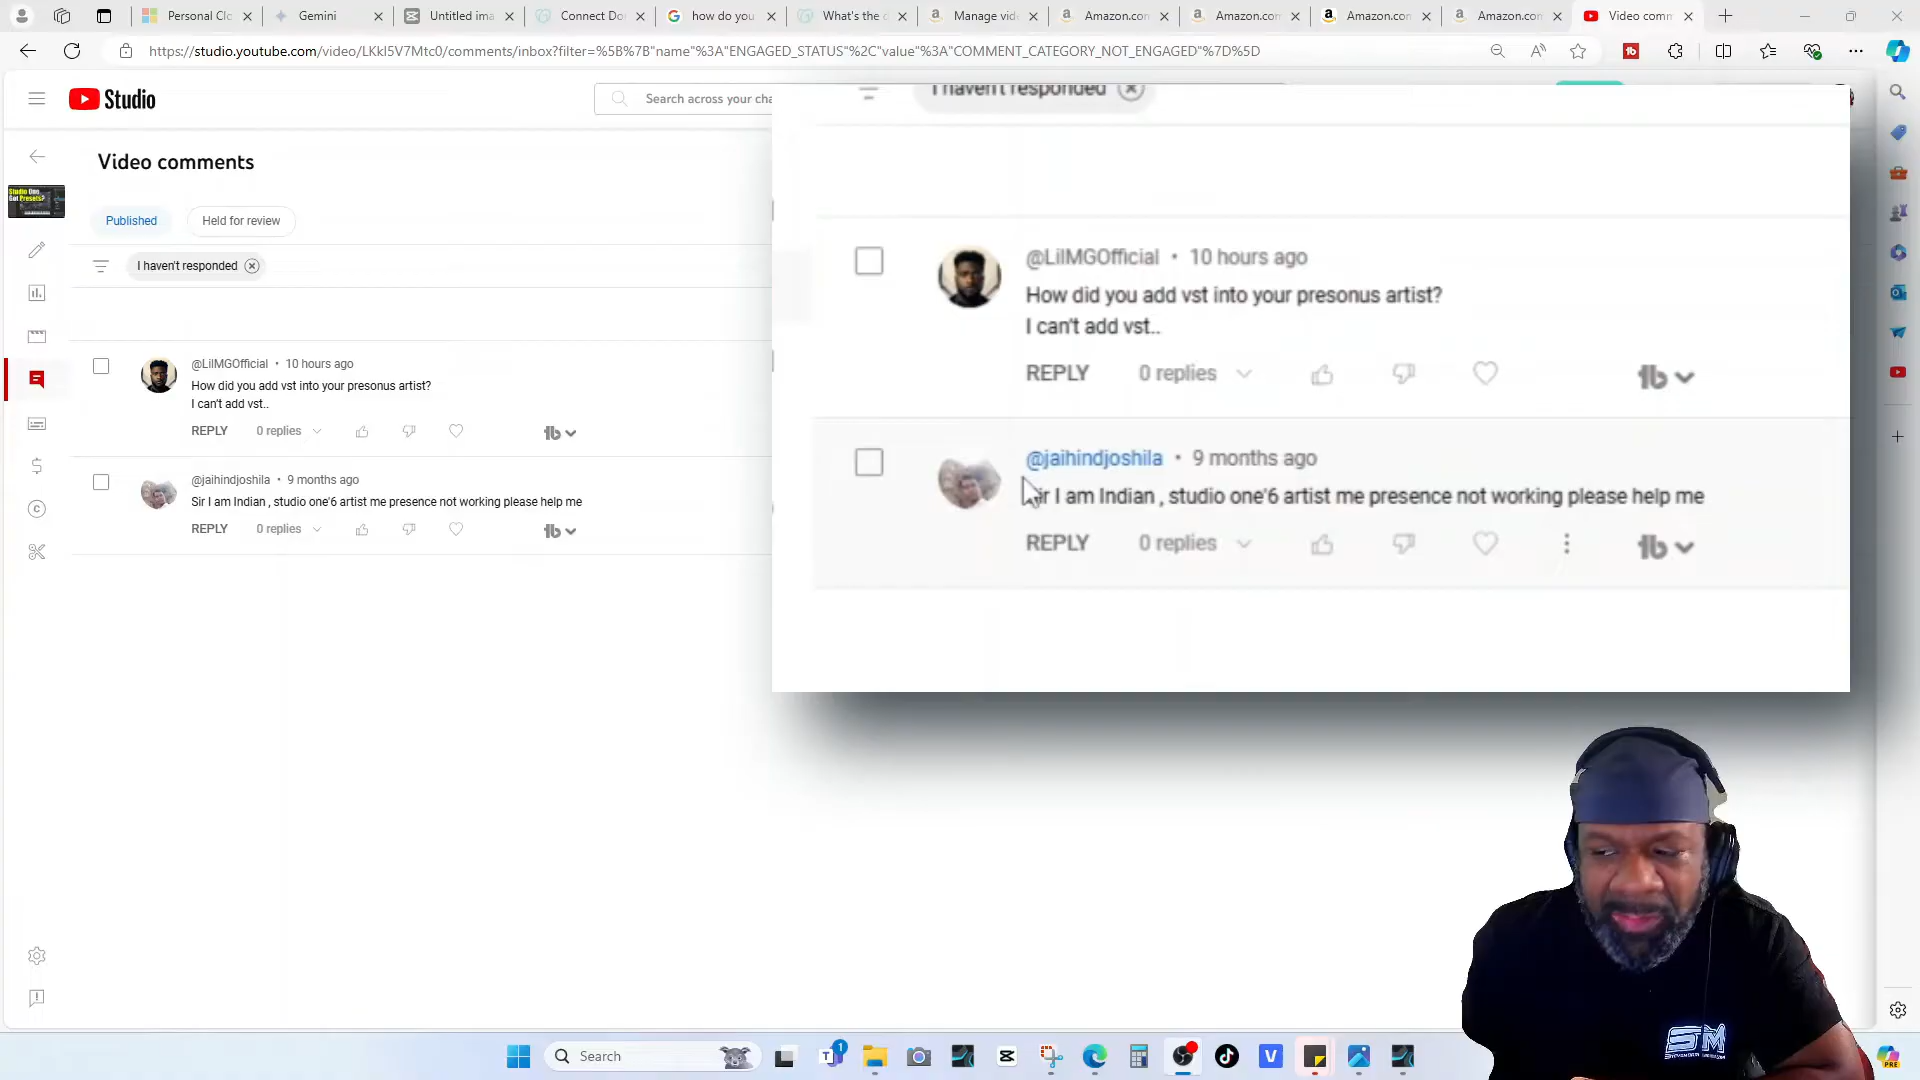 Personal Clo
Gemini
Untitled ima
Connect Do
how do you
What's the c
Manage vid
Amazon.con
Amazon.con
Amazon.con
Amazon.con
Video comm
https://studio.youtube.com/video/LKkI5V7Mtc0/comments/inbox?filter=%5B%7B"name"%3A"ENGAGED_STATUS"%2C"value"%3A"COMMENT_CATEGORY_NOT_ENGAGED"%7D%5D
Studio
Search across your cha
Video comments
Studio One
Got Presets?
Published
Held for review
I haven't responded
@LilMGOfficial • 10 hours ago
How did you add vst into your presonus artist?
I can't add vst..
REPLY 0 replies
@jaihindjoshila • 9 months ago
Sir I am Indian , studio one'6 artist me presence not working please help me
REPLY 0 replies
I haven't responded
@LilMGOfficial • 10 hours ago
How did you add vst into your presonus artist?
I can't add vst..
REPLY 0 replies
@jaihindjoshila • 9 months ago
Sir I am Indian , studio one'6 artist me presence not working please help me
REPLY 0 replies
Search
1